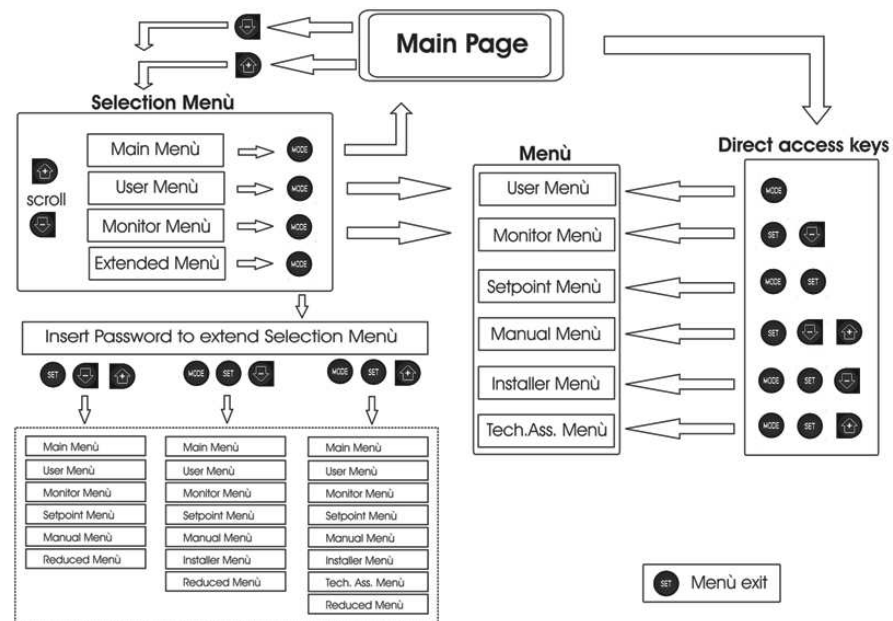 Main Page
Selection Menù
scroll
Main Menù
MODE
User Menù
MODE
Monitor Menù
MODE
Extended Menù
MODE
Insert Password to extend Selection Menù
SET
MODE SET
MODE SET
Main Menù
User Menù
Monitor Menù
Setpoint Menù
Manual Menù
Reduced Menù
Main Menù
User Menù
Monitor Menù
Setpoint Menù
Manual Menù
Installer Menù
Reduced Menù
Main Menù
User Menù
Monitor Menù
Setpoint Menù
Manual Menù
Installer Menù
Tech. Ass. Menù
Reduced Menù
Menù
User Menù
Monitor Menù
Setpoint Menù
Manual Menù
Installer Menù
Tech.Ass. Menù
Direct access keys
MODE
SET
MODE SET
SET
MODE SET
MODE SET
SET Menù exit